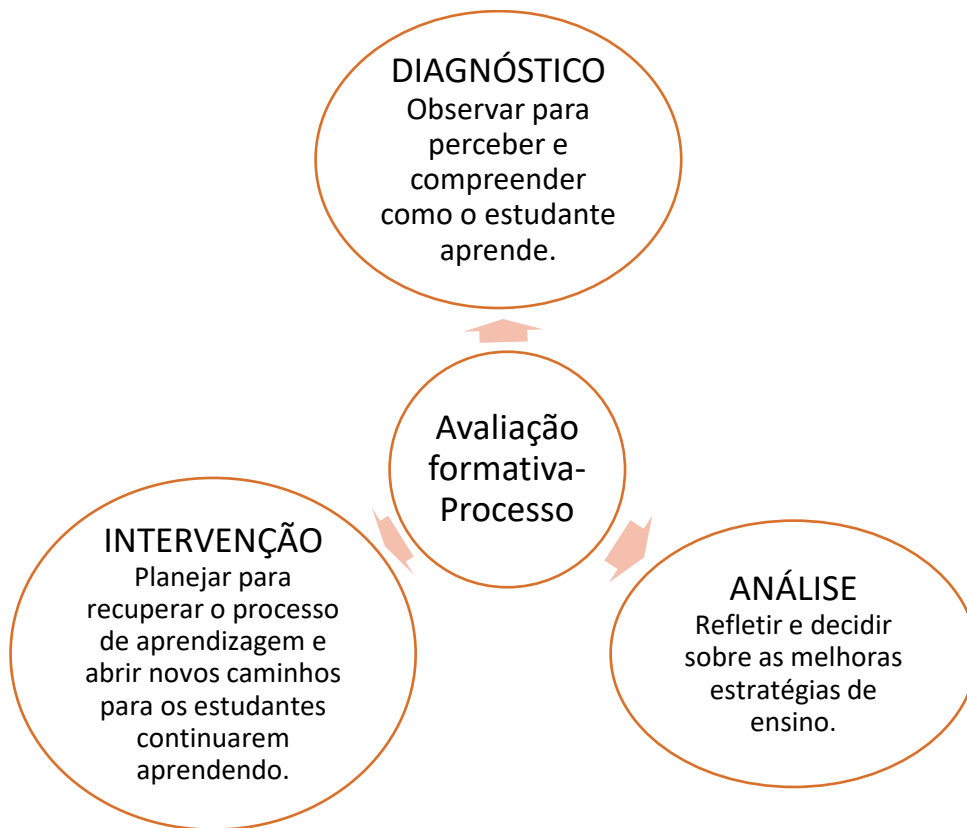 DIAGNÓSTICO
Observar para
perceber e
compreender
como o estudante
aprende.
Avaliação
formativa-
Processo
INTERVENÇÃO
Planejar para
recuperar o processo
de aprendizagem e
abrir novos caminhos
para os estudantes
continuarem
aprendendo.
ANÁLISE
Refletir e decidir
sobre as melhoras
estratégias de
ensino.